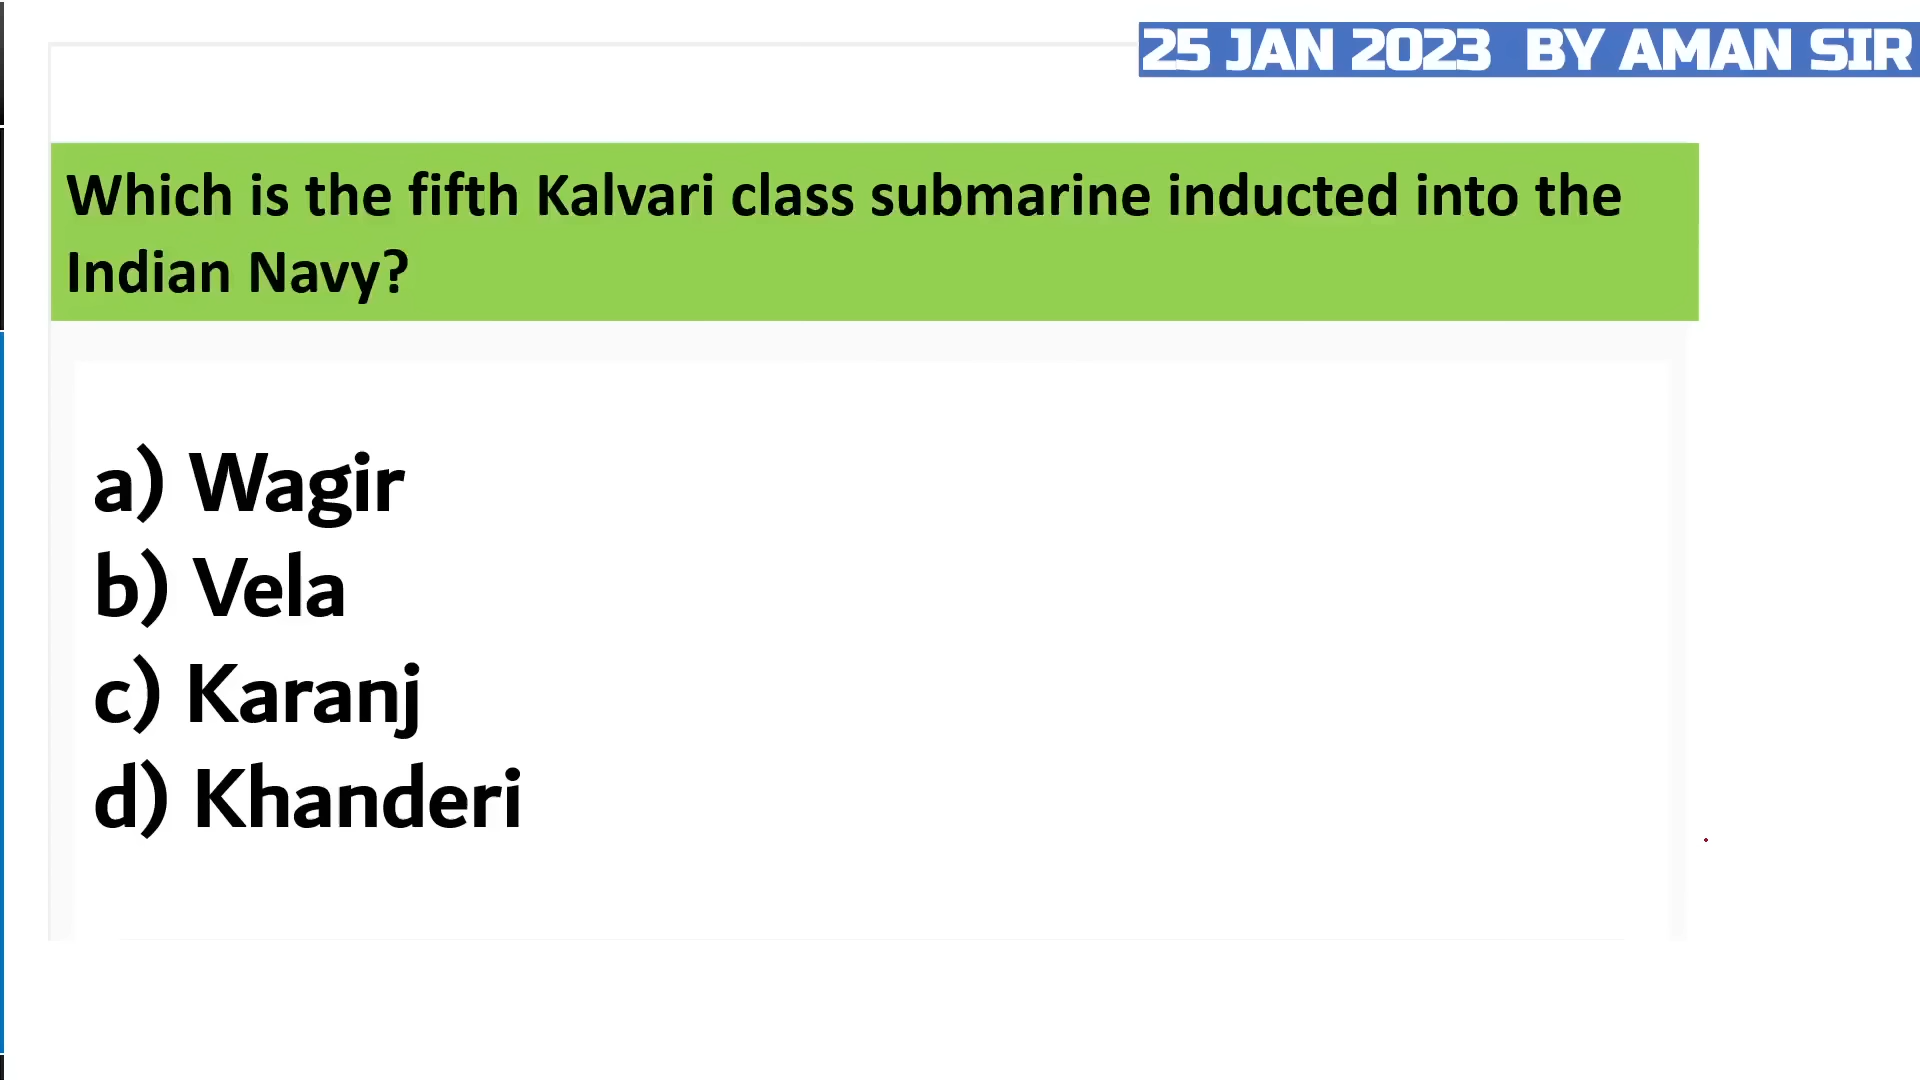 25 JAN 2023 BY AMAN SIR
Which is the fifth Kalvari class submarine inducted into the
Indian Navy?
a) Wagir
b) Vela
c) Karanj
d) Khanderi